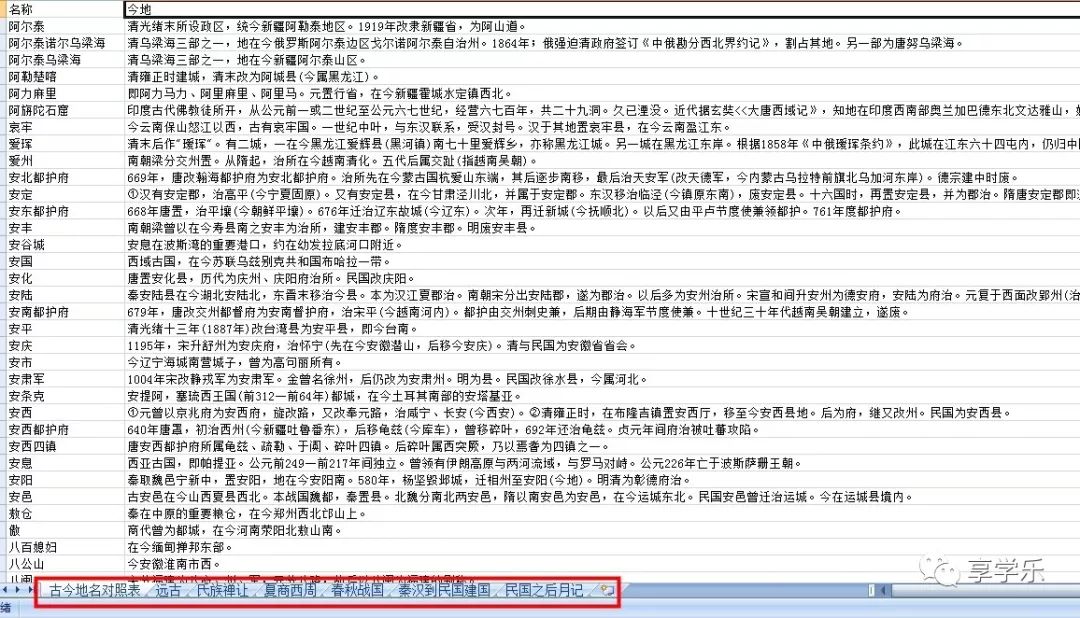 名称 今地
阿尔泰 清光绪末所设政区，统今新疆阿勒泰地区。1919年改隶新疆省，为阿山道。
阿尔泰诺尔乌梁海 清乌梁海三部之一，地在今俄罗斯阿尔泰边区戈尔诺阿尔泰自治州。1864年；俄强迫清政府签订《中俄勘分西北界约记》，割占其地。另一部为唐努乌梁海。
阿尔泰乌梁海 清乌梁海三部之一，地在今新疆阿尔泰山区。
阿勒楚喀 清雍正时建城，清末改为阿城县(今属黑龙江)。
阿力麻里 即阿力马力、阿里麻里、阿里马。元置行省，在今新疆霍城水定镇西北。
阿旃陀石窟 印度古代佛教徒所开，从公元前一或二世纪至公元六七世纪，经营六七百年，共二十九洞。久已湮没。近代据玄奘《<大唐西域记》，知地在印度西南部奥兰加巴德东北文达雅山，
哀牢 今云南保山怒江以西，古有哀牢国。一世纪中叶，与东汉联系，受汉封号。汉于其地置哀牢县，在今云南盈江东。
爱珲 清末后作"瑷珲"。有二城，一在今黑龙江爱辉县(黑河镇)南七十里爱辉乡，亦称黑龙江城。另一城在黑龙江东岸。根据1858年《中俄瑷珲条约》，此城在江东六十四屯内，仍归中
爱州 南朝梁分交州置。从隋起，治所在今越南清化。五代后属交趾(指越南吴朝)。
安北都护府 669年，唐改瀚海都护府为安北都护府。治所先在今蒙古国杭爱山东端，其后逐步南移，最后治天安军(改天德军，今内蒙古乌拉特前旗北乌加河东岸)。德宗建中时废。
安定 ①汉有安定郡，治高平(今宁夏固原)。又有安定县，在今甘肃泾川北，并属于安定郡。东汉移治临泾(今镇原东南)，废安定县。十六国时，再置安定县，并为郡治。隋唐安定郡即
安东都护府 668年唐置，治平壤(今朝鲜平壤)。676年迁治辽东故城(今辽东)。次年，再迁新城(今抚顺北)。以后又由平卢节度使兼领都护。761年度都护府。
安丰 南朝梁曾以在今寿县南之安丰为治所，建安丰郡。隋度安丰郡。明废安丰县。
安谷城 安息在波斯湾的重要港口，约在幼发拉底河口附近。
安国 西域古国，在今苏联乌兹别克共和国布哈拉一带。
安化 唐置安化县，历代为庆州、庆阳府治所。民国改庆阳。
安陆 秦安陆县在今湖北安陆北，东晋末移治今县。本为汉江夏郡治。南朝宋分出安陆郡，遂为郡治。以后多为安州治所。宋宣和间升安州为德安府，安陆为府治。元复于西面改郢州(治
安南都护府 679年，唐改交州都督府为安南督护府，治宋平(今越南河内)。都护由交州刺史兼，后期由静海军节度使兼。十世纪三十年代越南吴朝建立，遂废。
安平 清光绪十三年(1887年)改台湾县为安平县，即今台南。
安庆 1195年，宋升舒州为安庆府，治怀宁(先在今安徽潜山，后移今安庆)。清与民国为安徽省省会。
安市 今辽宁海城南营城子，曾为高句丽所有。
安肃军 1004年宋改静戎军为安肃军。金曾名徐州，后仍改为安肃州。明为县。民国改徐水县，今属河北。
安条克 安提阿，塞琉西王国(前312一前64年)都城，在今土耳其南部的安塔基亚。
安西 ①元曾以京兆府为安西府，旋改路，又改奉元路，治咸宁、长安(今西安)。②清雍正时，在布隆吉镇置安西厅，移至今安西县地。后为府，继又改州。民国为安西县。
安西都护府 640年唐置，初治西州(今新疆吐鲁番东)，后移龟兹(今库车)，曾移碎叶，692年还治龟兹。贞元年间府治被吐蕃攻陷。
安西四镇 唐安西都护府所属龟兹、疏勒、于阗、碎叶四镇。后碎叶属西突厥，乃以焉耆为四镇之一。
安息 西亚古国，即帕提亚。公元前249一前217年间独立。曾领有伊朗高原与两河流域，与罗马对峙。公元226年亡于波斯萨珊王朝。
安阳 秦取魏邑宁新中，置安阳，地在今安阳南。580年，杨坚毁邺城，迁相州至安阳(今地)。明清为彰德府治。
安邑 古安邑在今山西夏县西北。本战国魏都，秦置县。北魏分南北两安邑，隋以南安邑为安邑，在今运城东北。民国安邑曾迁治运城。今在运城县境内。
敖仓 秦在中原的重要粮仓，在今郑州西北邙山上。
傲 商代曾为都城，在今河南荥阳北敖山南。
八百媳妇 在今缅甸掸邦东部。
八公山 今安徽淮南市西。
八闽
古今地名对照表 远古 氏族禅让 夏商西周 春秋战国 秦汉到民国建国 民国之后月记
享学乐
绪